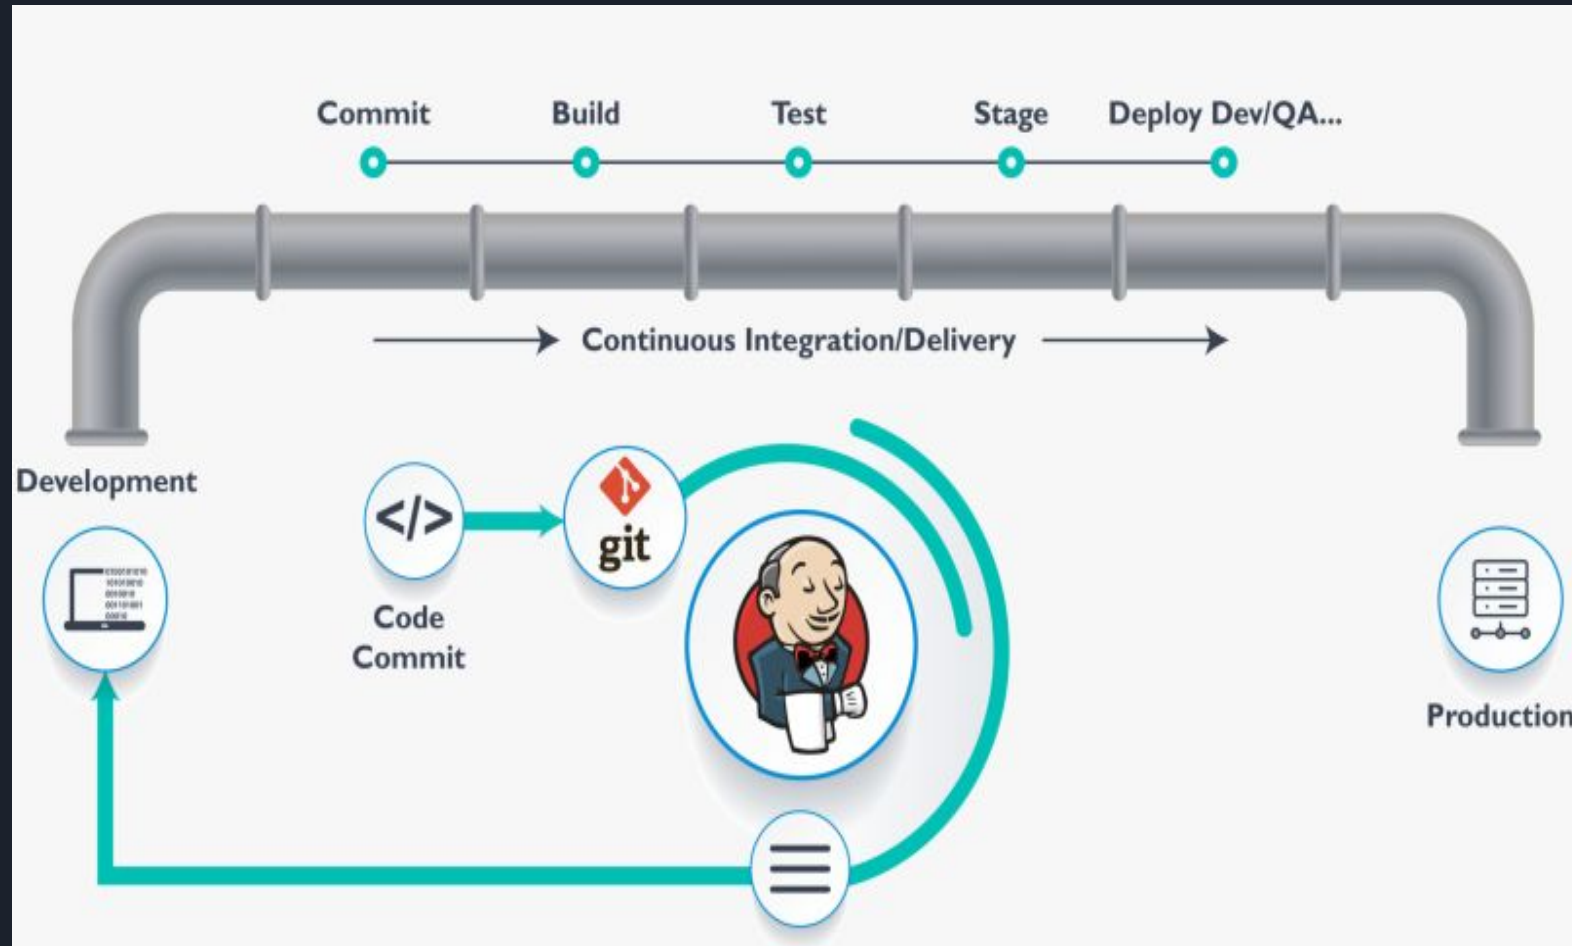 Commit Build Test Stage Deploy Dev/QA...
Continuous Integration/Delivery
Development
</>
git
Code
Commit
Production